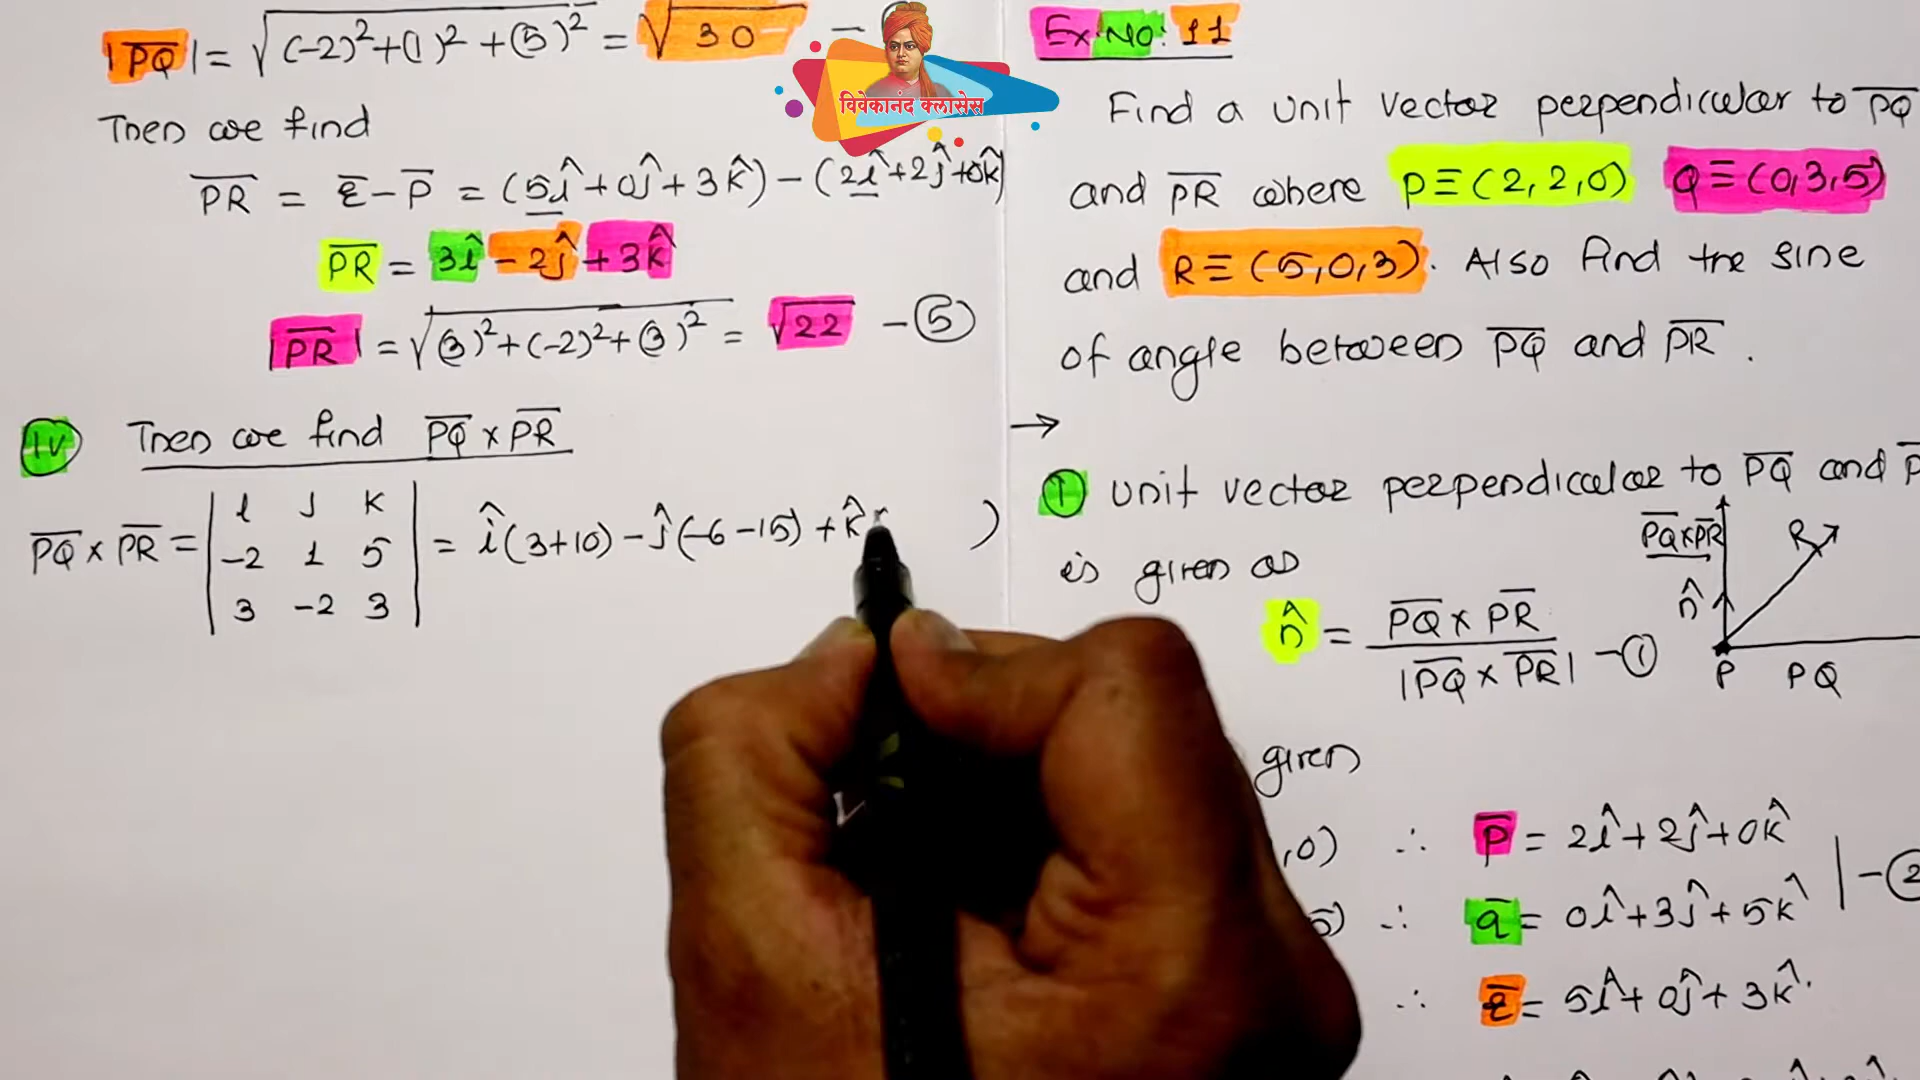 |PQ| = √(-2)²+(1)²+(5)² = √30 -
Then we find
PR = r̄ - P̄ = (5î+0ĵ+3k̂) - (2î+2ĵ+0k̂)
PR = 3î - 2ĵ + 3k̂
|PR| = √(3)²+(-2)²+(3)² = √22 - 5
iv Then we find PQ × PR
PQ × PR = | i j k |
| -2 1 5 |
| 3 -2 3 |
= î(3+10) - ĵ(-6-15) + k̂( )
विवेकानंद क्लासेस
Ex. No: 11
Find a unit vector perpendicular to PQ
and PR where P≡(2,2,0) Q≡(0,3,5)
and R≡(5,0,3). Also find the sine
of angle between PQ and PR.
→
① unit vector perpendicular to PQ and P
is given as
n̂ = PQ × PR / |PQ × PR| - ①
PQ×PR
R
n̂
P PQ
given
,0) ∴ p̄ = 2î+2ĵ+0k̂
5) ∴ q̄ = 0î+3ĵ+5k̂ | - ②
∴ r̄ = 5î+0ĵ+3k̂.